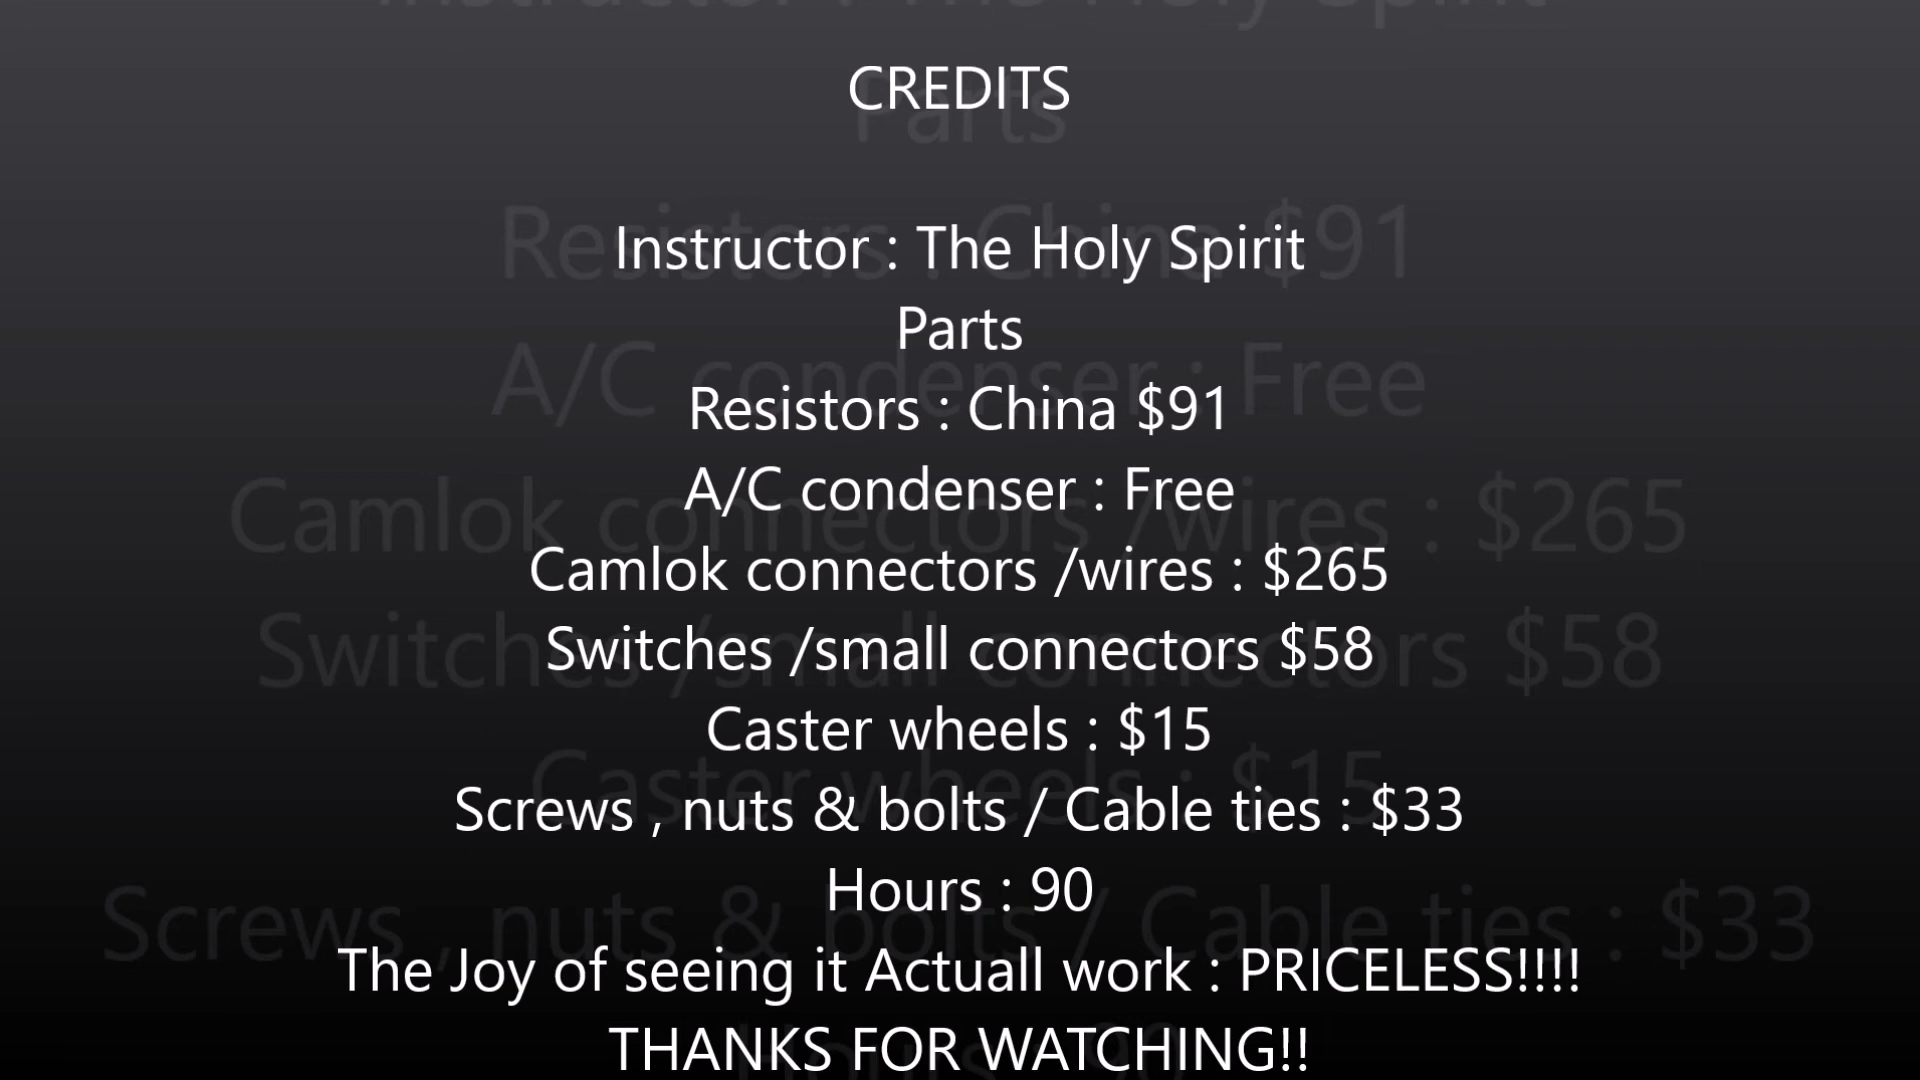 CREDITS
Instructor : The Holy Spirit
Parts
Resistors : China $91
A/C condenser : Free
Camlok connectors /wires : $265
Switches /small connectors $58
Caster wheels : $15
Screws , nuts & bolts / Cable ties : $33
Hours : 90
The Joy of seeing it Actuall work : PRICELESS!!!!
THANKS FOR WATCHING!!